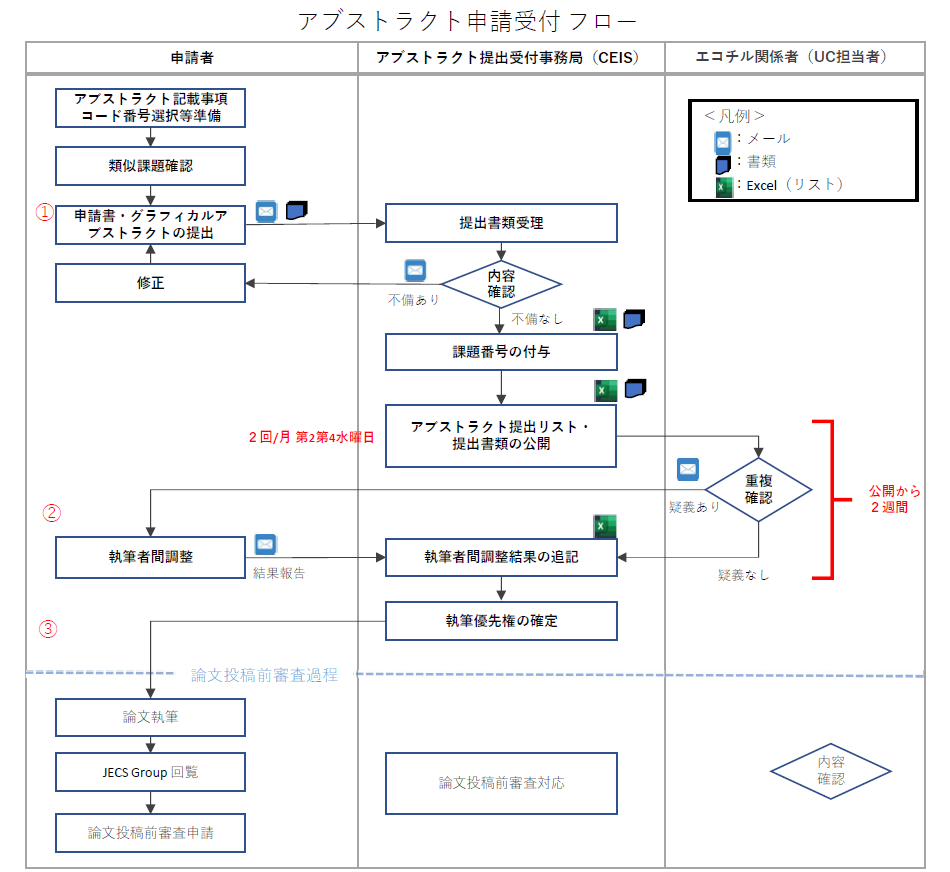 アブストラクト申請受付 フロー
申請者
アブストラクト提出受付事務局（CEIS）
エコチル関係者（UC担当者）
アブストラクト記載事項
コード番号選択等準備
類似課題確認
①
申請書・グラフィカルア
ブストラクトの提出
修正
＜凡例＞
：メール
：書類
：Excel（リスト）
提出書類受理
内容
確認
不備あり
不備なし
課題番号の付与
２回/月 第2第4水曜日
アブストラクト提出リスト・
提出書類の公開
重複
確認
疑義あり
疑義なし
公開から
２週間
②
執筆者間調整
結果報告
執筆者間調整結果の追記
執筆優先権の確定
③
論文投稿前審査過程
論文執筆
JECS Group 回覧
論文投稿前審査申請
論文投稿前審査対応
内容
確認